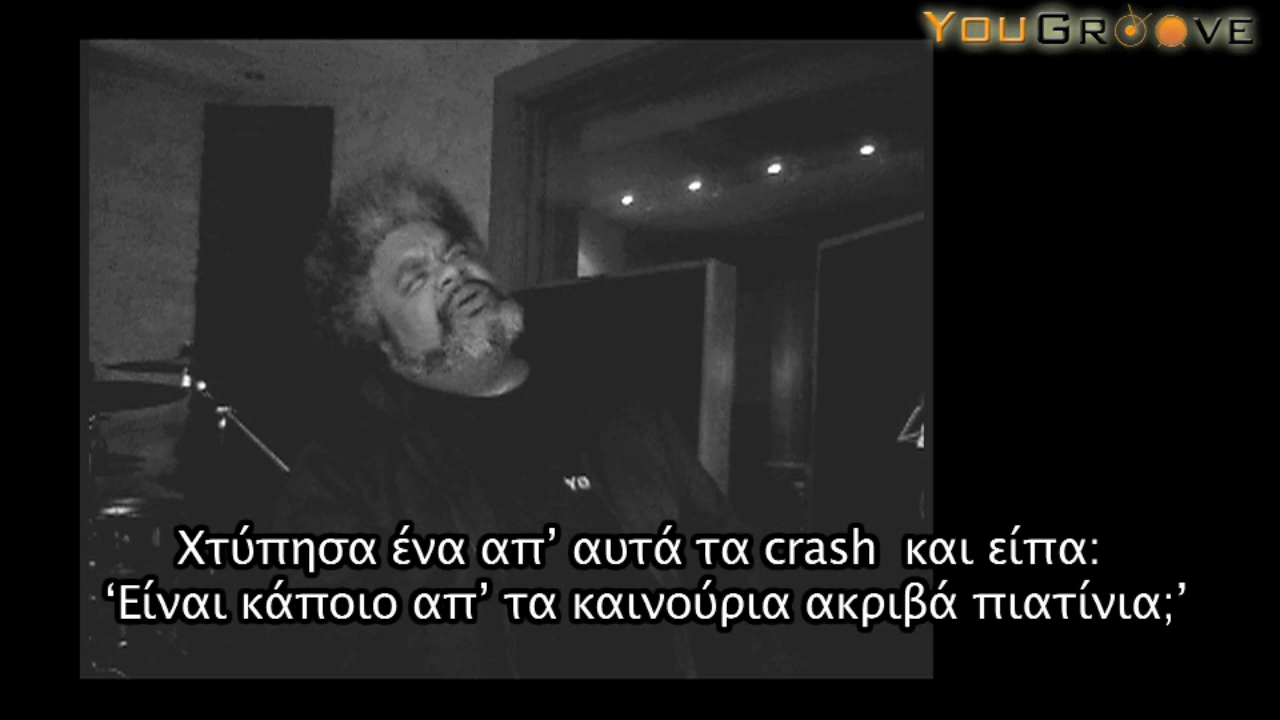 YouGroove
Χτύπησα ένα απ’ αυτά τα crash και είπα:
‘Είναι κάποιο απ’ τα καινούρια ακριβά πιατίνια;’